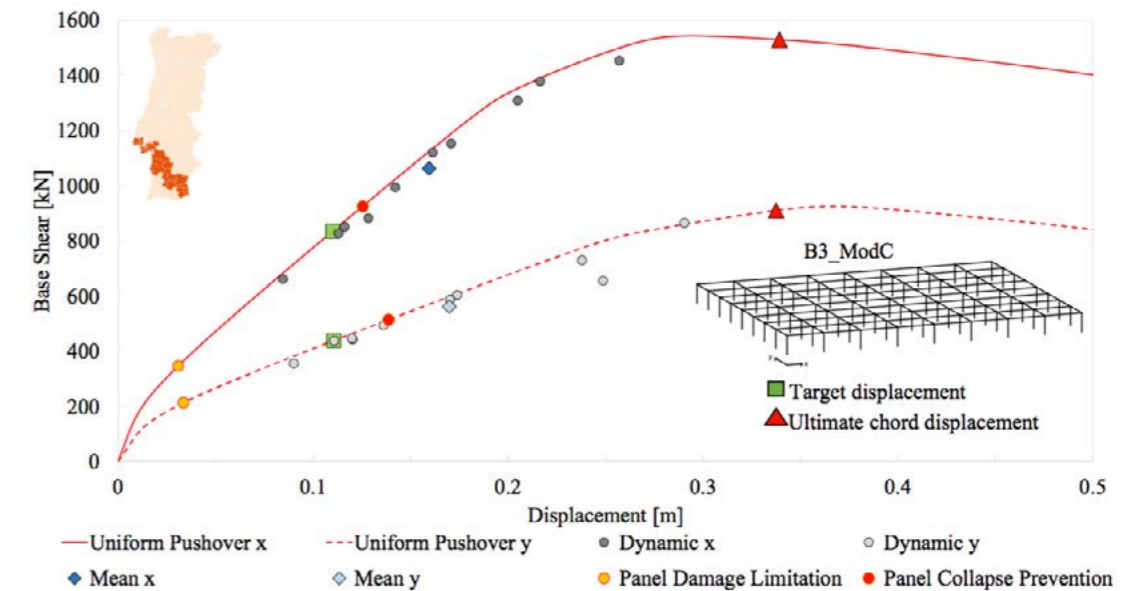 1600
1400
1200
1000
800
600
400
200
0
Base Shear [kN]
B3_ModC
y
x
Target displacement
Ultimate chord displacement
0 0.1 0.2 0.3 0.4 0.5
Displacement [m]
Uniform Pushover x Uniform Pushover y Dynamic x Dynamic y
Mean x Mean y Panel Damage Limitation Panel Collapse Prevention